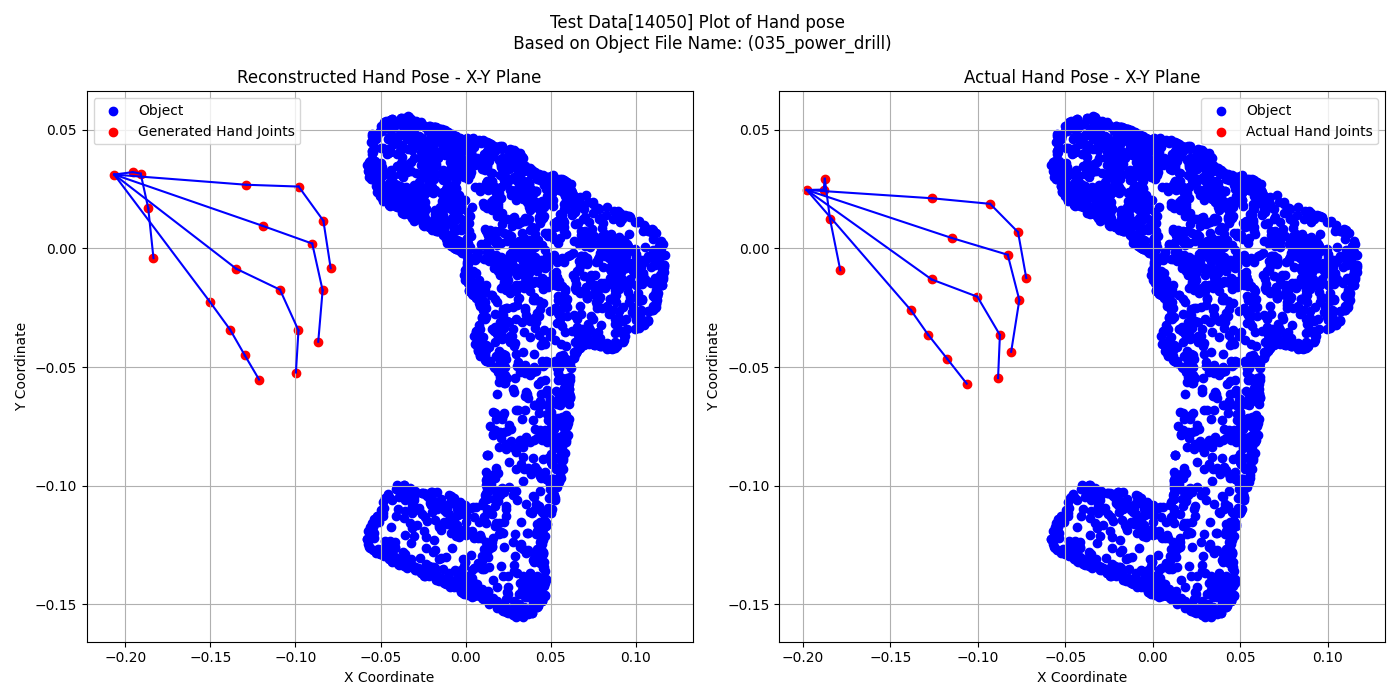 Test Data[14050] Plot of Hand pose
Based on Object File Name: (035_power_drill)
Reconstructed Hand Pose - X-Y Plane
Object
Generated Hand Joints
0.05
0.00
−0.05
−0.10
−0.15
Y Coordinate
−0.20
−0.15
−0.10
−0.05
0.00
0.05
0.10
X Coordinate
Actual Hand Pose - X-Y Plane
Object
Actual Hand Joints
0.05
0.00
−0.05
−0.10
−0.15
Y Coordinate
−0.20
−0.15
−0.10
−0.05
0.00
0.05
0.10
X Coordinate